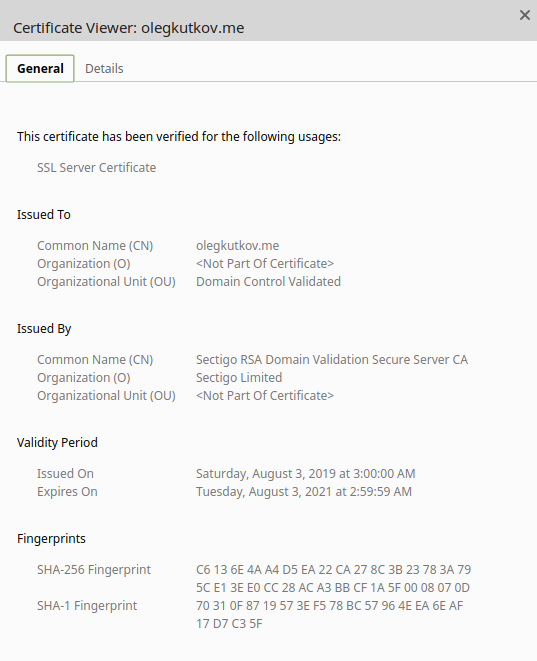 Certificate Viewer: olegkutkov.me
General Details
This certificate has been verified for the following usages:
SSL Server Certificate
Issued To
Common Name (CN) olegkutkov.me
Organization (O) <Not Part Of Certificate>
Organizational Unit (OU) Domain Control Validated
Issued By
Common Name (CN) Sectigo RSA Domain Validation Secure Server CA
Organization (O) Sectigo Limited
Organizational Unit (OU) <Not Part Of Certificate>
Validity Period
Issued On Saturday, August 3, 2019 at 3:00:00 AM
Expires On Tuesday, August 3, 2021 at 2:59:59 AM
Fingerprints
SHA-256 Fingerprint C6 13 6E 4A A4 D5 EA 22 CA 27 8C 3B 23 78 3A 79
5C E1 3E E0 CC 28 AC A3 BB CF 1A 5F 00 08 07 0D
SHA-1 Fingerprint 70 31 0F 87 19 57 3E F5 78 BC 57 96 4E EA 6E AF
17 D7 C3 5F